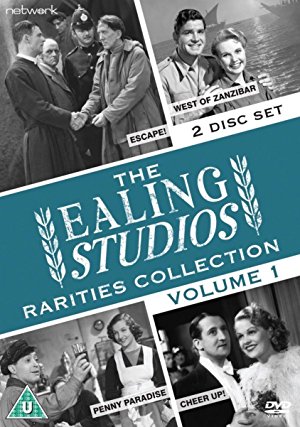 network
ESCAPE!
WEST OF ZANZIBAR
2 DISC SET
THE
EALING
STUDIOS
RARITIES COLLECTION
VOLUME 1
PENNY PARADISE
CHEER UP!
U
DVD
VIDEO